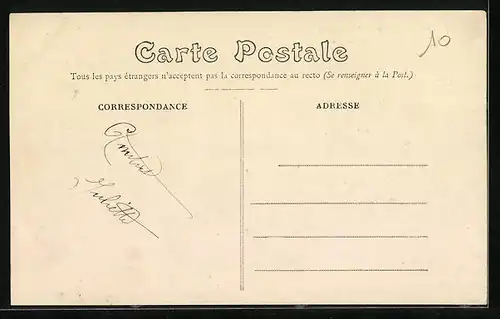 10
Carte Postale
Tous les pays étrangers n'acceptent pas la correspondance au recto (Se renseigner à la Post.)
CORRESPONDANCE
ADRESSE
Juliette